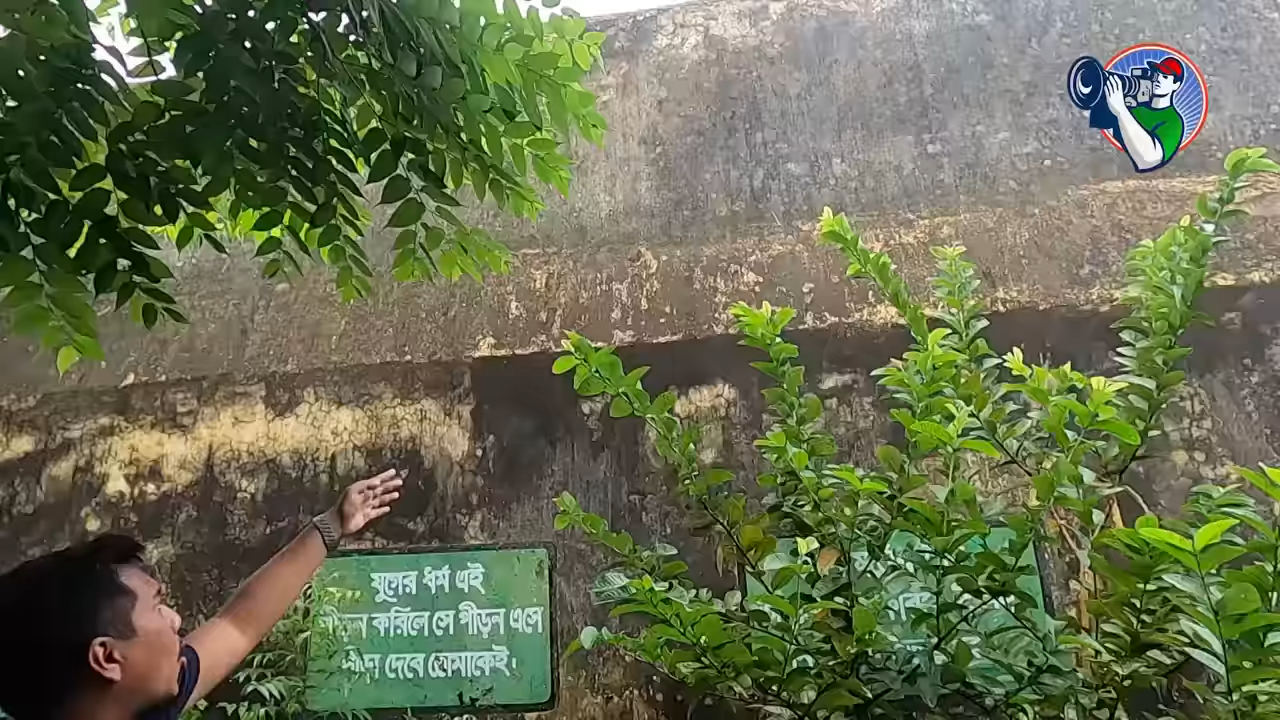 যুগের ধর্ম এই
পীড়ন করিলে সে পীড়ন এসে
পীড়া দেবে তোমাকেই।